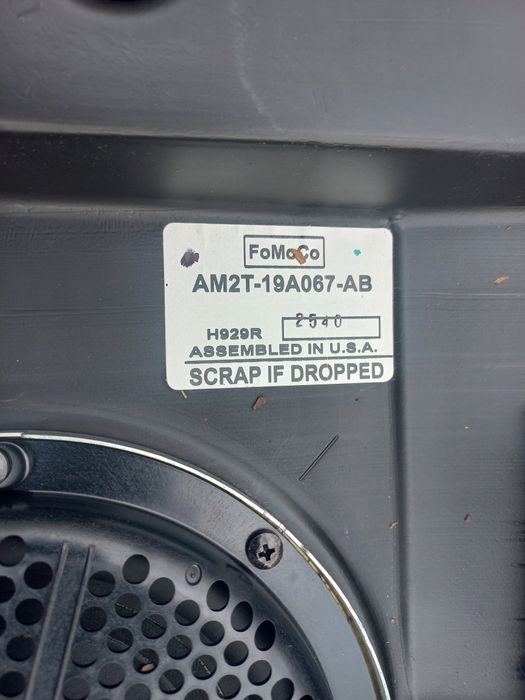 FoMoCo
AM2T-19A067-AB
H929R 2540
ASSEMBLED IN U.S.A.
SCRAP IF DROPPED